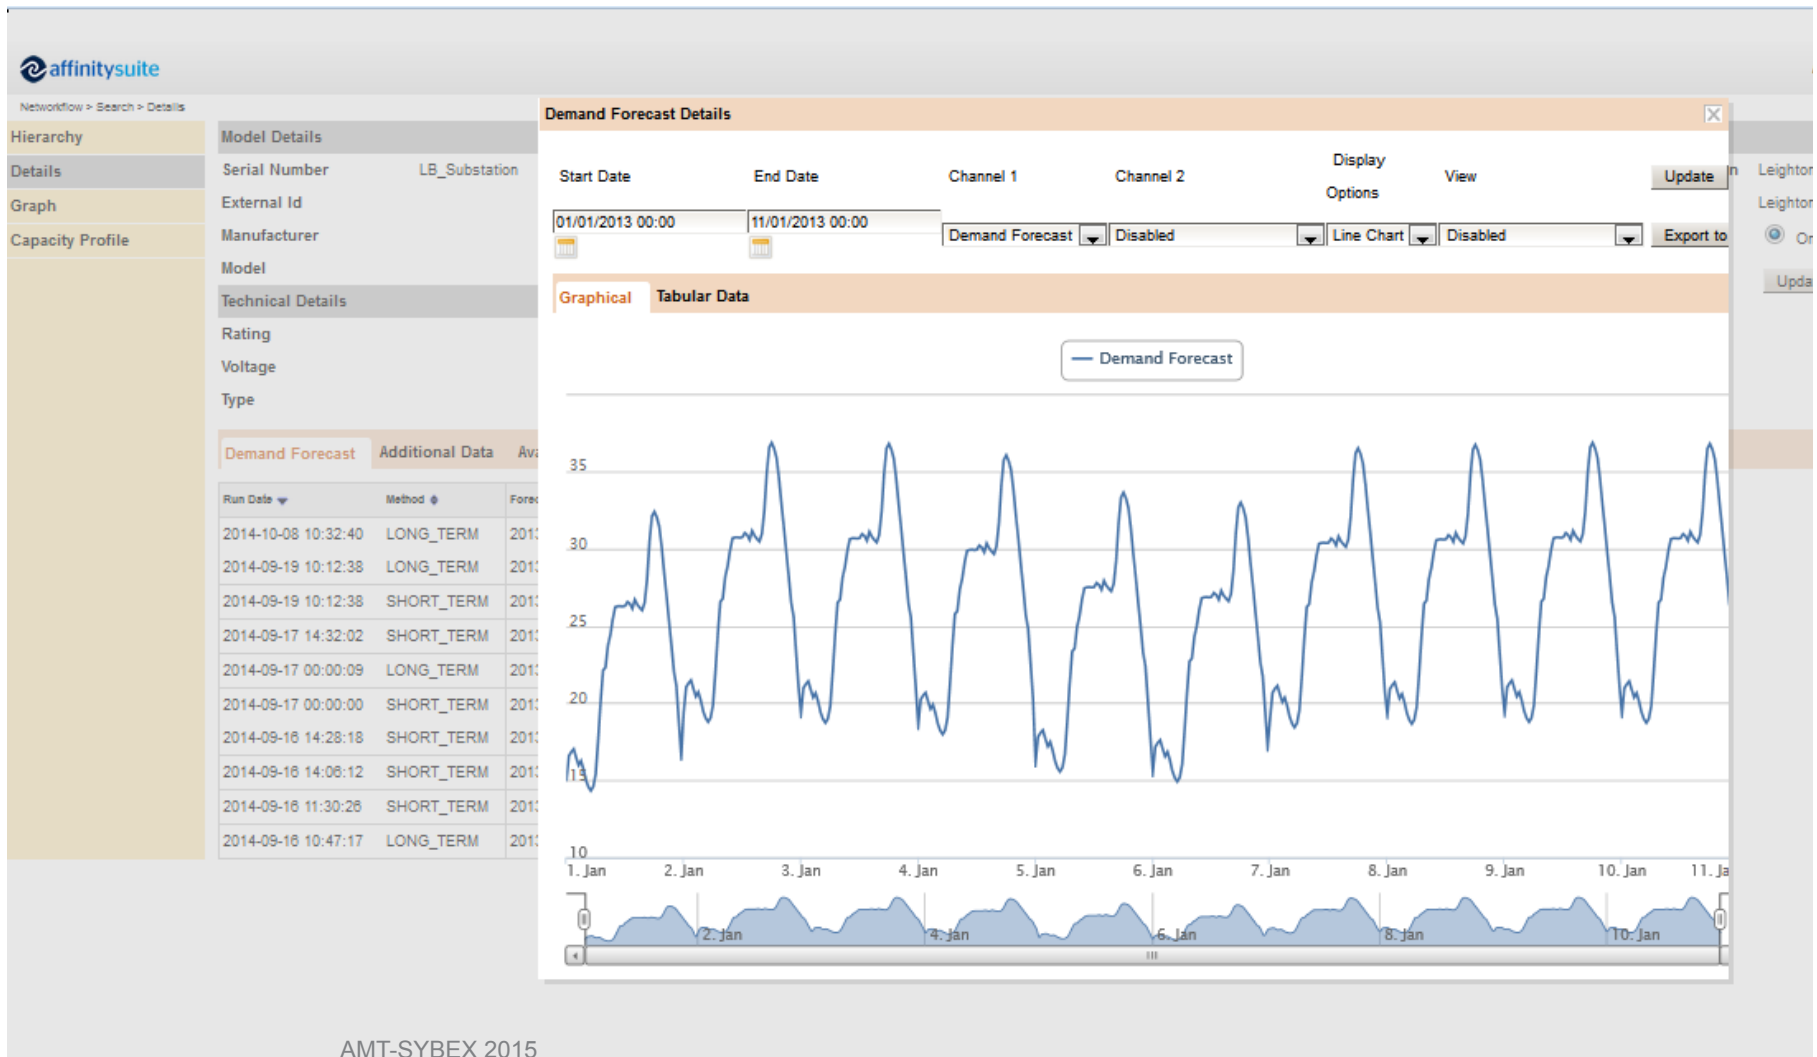 affinitysuite
Networkflow > Search > Details
Hierarchy
Details
Graph
Capacity Profile
Model Details
Serial Number LB_Substation
External Id
Manufacturer
Model
Technical Details
Rating
Voltage
Type
Demand Forecast Additional Data
Run Date Method
2014-10-08 10:32:40 LONG_TERM
2014-09-19 10:12:38 LONG_TERM
2014-09-19 10:12:38 SHORT_TERM
2014-09-17 14:32:02 SHORT_TERM
2014-09-17 00:00:09 LONG_TERM
2014-09-17 00:00:00 SHORT_TERM
2014-09-16 14:28:18 SHORT_TERM
2014-09-16 14:06:12 SHORT_TERM
2014-09-16 11:30:26 SHORT_TERM
2014-09-16 10:47:17 LONG_TERM
Demand Forecast Details
Start Date End Date Channel 1 Channel 2 Display Options View Update
01/01/2013 00:00 11/01/2013 00:00 Demand Forecast Disabled Line Chart Disabled Export to
Graphical Tabular Data
Demand Forecast
35
30
25
20
15
10
1. Jan 2. Jan 3. Jan 4. Jan 5. Jan 6. Jan 7. Jan 8. Jan 9. Jan 10. Jan 11. Ja
2. Jan 4. Jan 6. Jan 8. Jan 10. Jan
Leighton
Leighton
Upda
AMT-SYBEX 2015